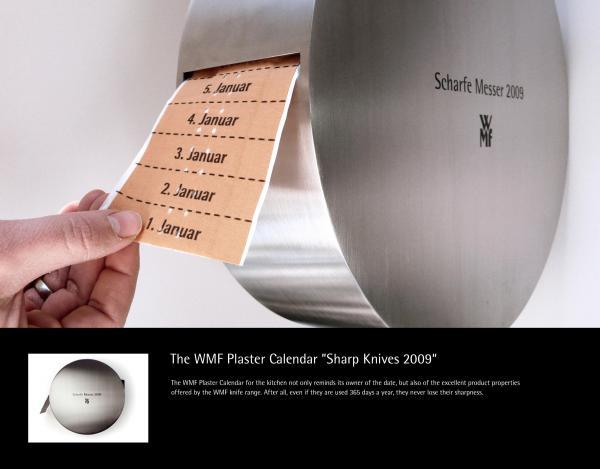 5. Januar
4. Januar
3. Januar
2. Januar
1. Januar
Scharfe Messer 2009
WMF
The WMF Plaster Calendar "Sharp Knives 2009"
The WMF Plaster Calendar for the kitchen not only reminds its owner of the date, but also of the excellent product properties
offered by the WMF knife range. After all, even if they are used 365 days a year, they never lose their sharpness.
Scharfe Messer 2009